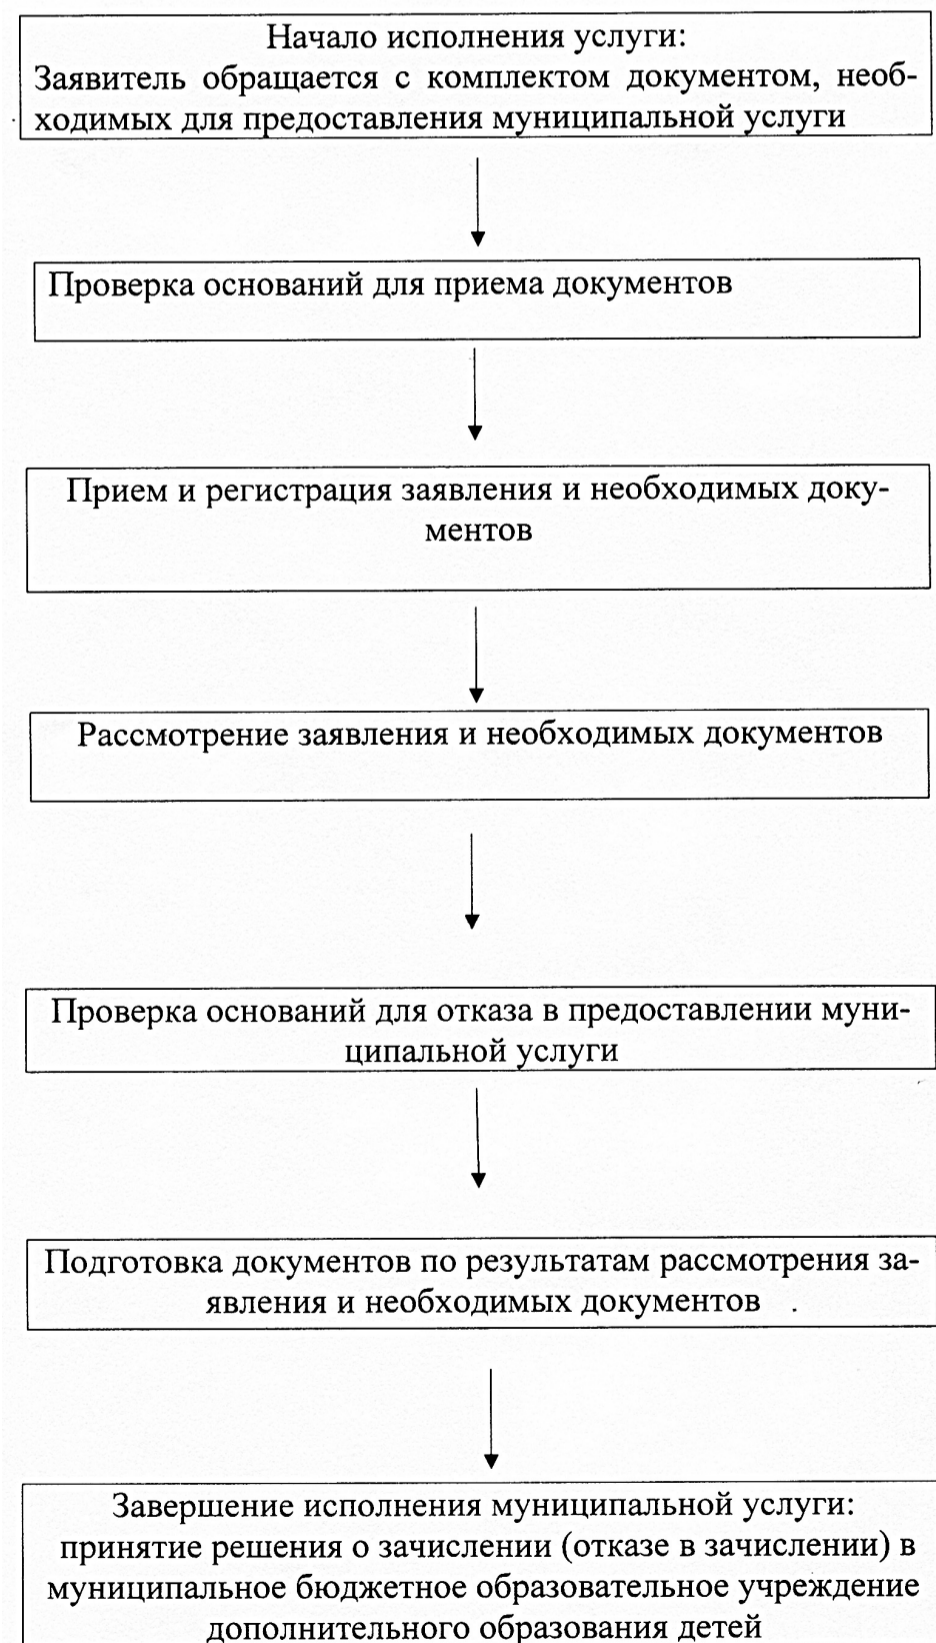 Начало исполнения услуги:
Заявитель обращается с комплектом документом, необ-
ходимых для предоставления муниципальной услуги
Проверка оснований для приема документов
Прием и регистрация заявления и необходимых доку-
ментов
Рассмотрение заявления и необходимых документов
Проверка оснований для отказа в предоставлении муни-
ципальной услуги
Подготовка документов по результатам рассмотрения за-
явления и необходимых документов .
Завершение исполнения муниципальной услуги:
принятие решения о зачислении (отказе в зачислении) в
муниципальное бюджетное образовательное учреждение
дополнительного образования детей